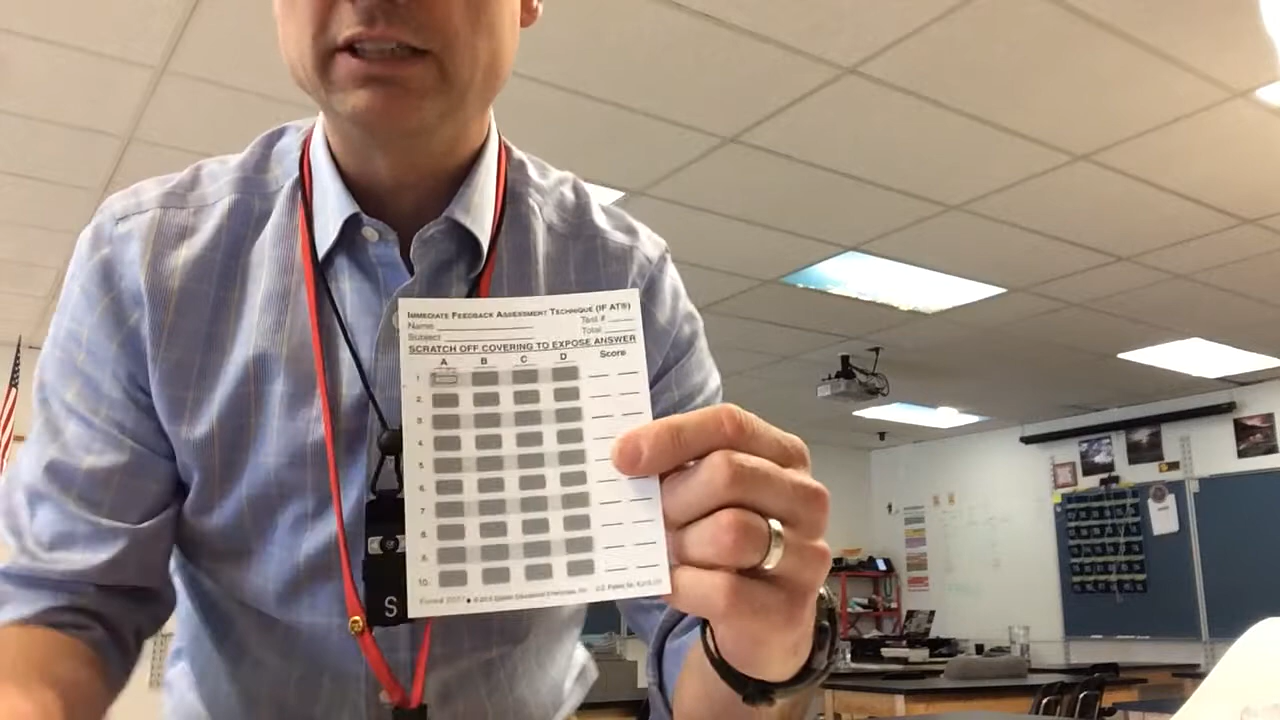 IMMEDIATE FEEDBACK ASSESSMENT TECHNIQUE (IF AT®)
Name Test #
Subject Total
SCRATCH OFF COVERING TO EXPOSE ANSWER
A B C D Score
1.
2.
3.
4.
5.
6.
7.
8.
9.
10.
S